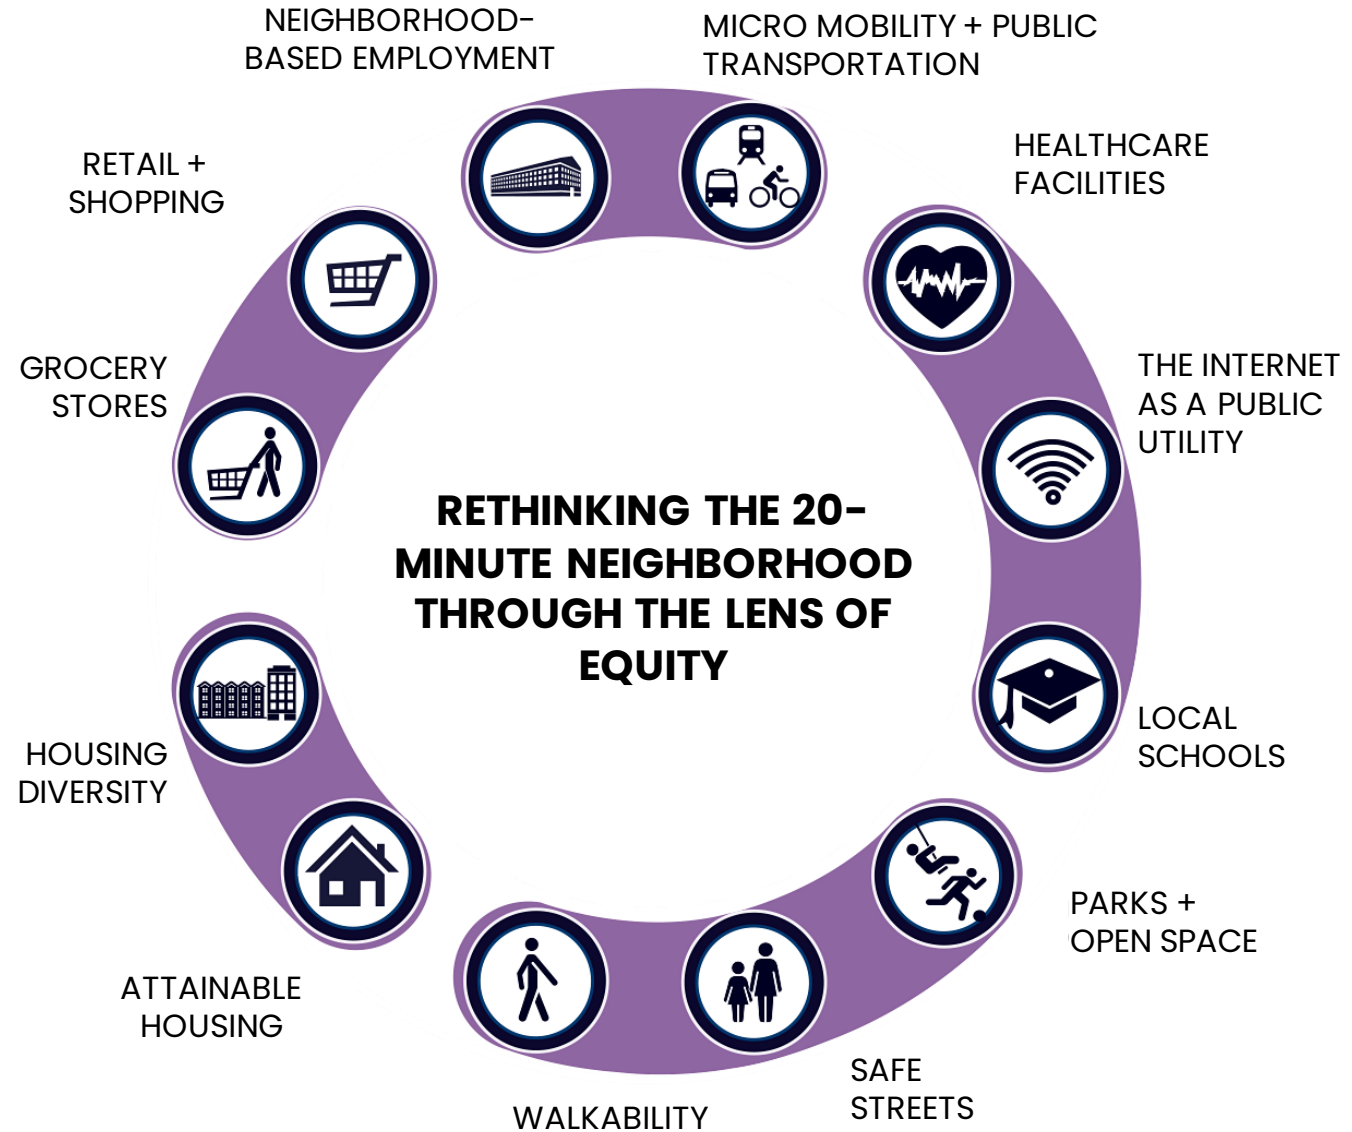 NEIGHBORHOOD-
BASED EMPLOYMENT
MICRO MOBILITY + PUBLIC
TRANSPORTATION
HEALTHCARE
FACILITIES
RETAIL +
SHOPPING
THE INTERNET
AS A PUBLIC
UTILITY
GROCERY
STORES
RETHINKING THE 20-
MINUTE NEIGHBORHOOD
THROUGH THE LENS OF
EQUITY
LOCAL
SCHOOLS
HOUSING
DIVERSITY
PARKS +
OPEN SPACE
ATTAINABLE
HOUSING
SAFE
STREETS
WALKABILITY